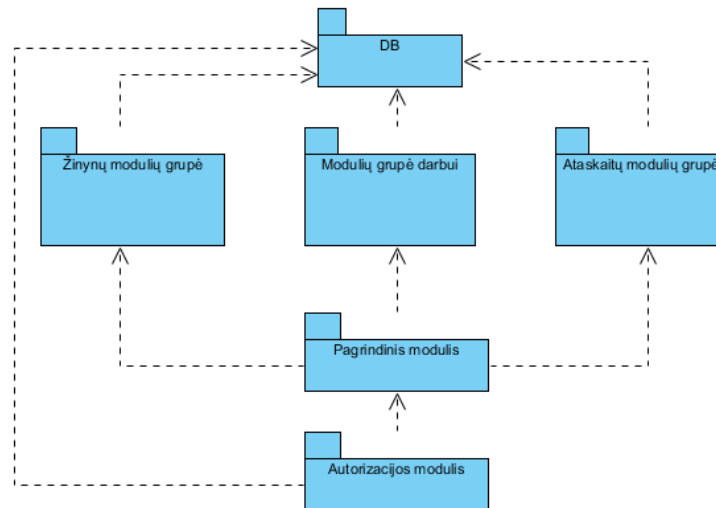 DB
Žinynų modulių grupė
Modulių grupė darbui
Ataskaitų modulių grupė
Pagrindinis modulis
Autorizacijos modulis